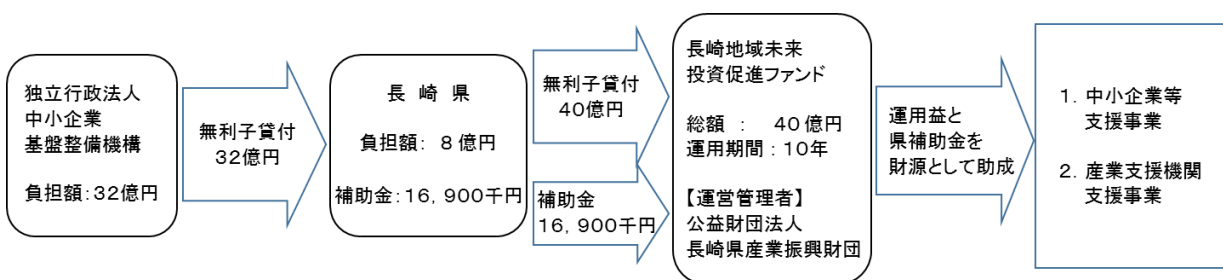 独立行政法人
中小企業
基盤整備機構
負担額：32億円
無利子貸付
32億円
長 崎 県
負担額： 8億円
補助金：16，900千円
無利子貸付
40億円
補助金
16，900千円
長崎地域未来
投資促進ファンド
総額 ： 40億円
運用期間：10年
【運営管理者】
公益財団法人
長崎県産業振興財団
運用益と
県補助金を
財源として助成
1．中小企業等
支援事業
2．産業支援機関
支援事業